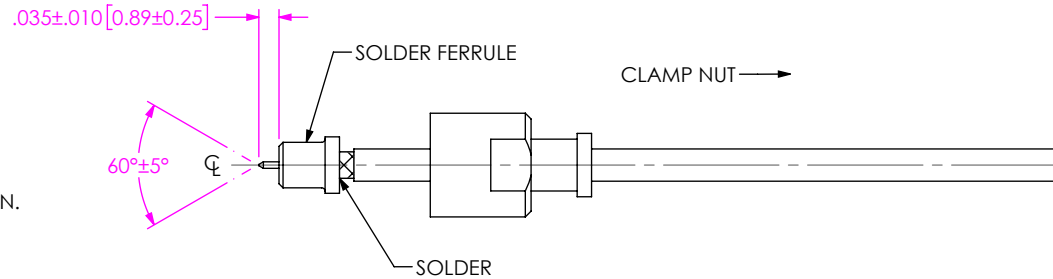 .035±.010[0.89±0.25]
SOLDER FERRULE
CLAMP NUT
60°±5°
℄
N.
SOLDER